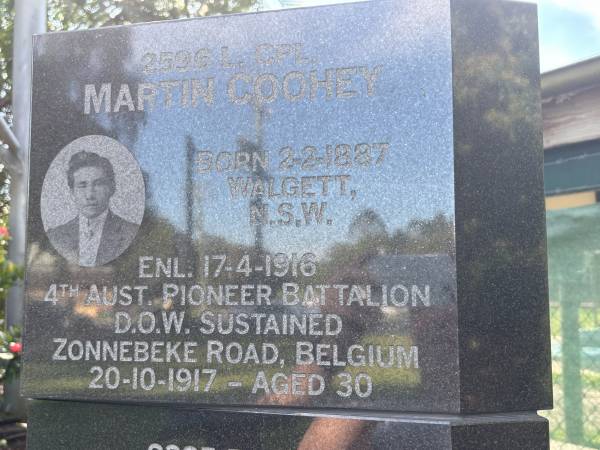 2596 L. CPL.
MARTIN COOHEY
BORN 2-2-1887
WALGETT,
N.S.W.
ENL. 17-4-1916
4TH AUST. PIONEER BATTALION
D.O.W. SUSTAINED
ZONNEBEKE ROAD, BELGIUM
20-10-1917 – AGED 30